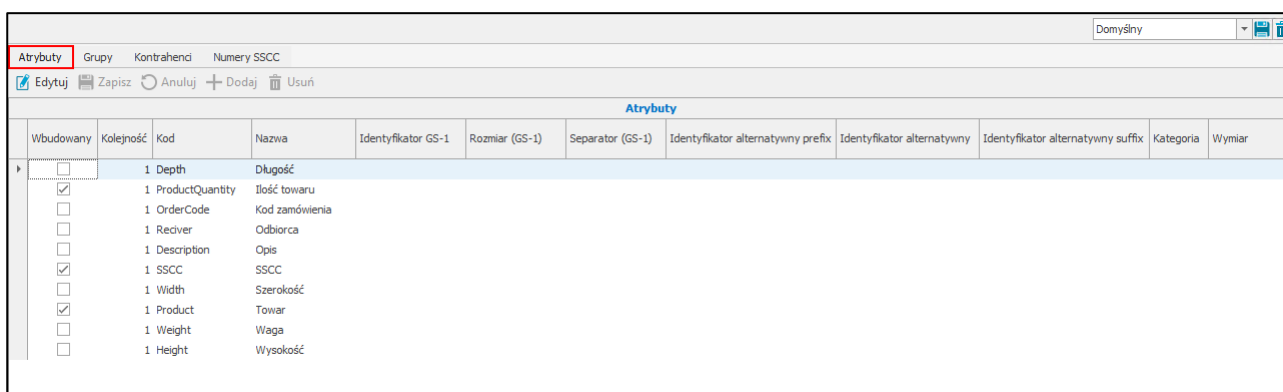 Domyślny
Atrybuty Grupy Kontrahenci Numery SSCC
Edytuj Zapisz Anuluj Dodaj Usuń
Atrybuty
Wbudowany Kolejność Kod Nazwa Identyfikator GS-1 Rozmiar (GS-1) Separator (GS-1) Identyfikator alternatywny prefix Identyfikator alternatywny Identyfikator alternatywny suffix Kategoria Wymiar
1 Depth Długość
1 ProductQuantity Ilość towaru
1 OrderCode Kod zamówienia
1 Reciver Odbiorca
1 Description Opis
1 SSCC SSCC
1 Width Szerokość
1 Product Towar
1 Weight Waga
1 Height Wysokość